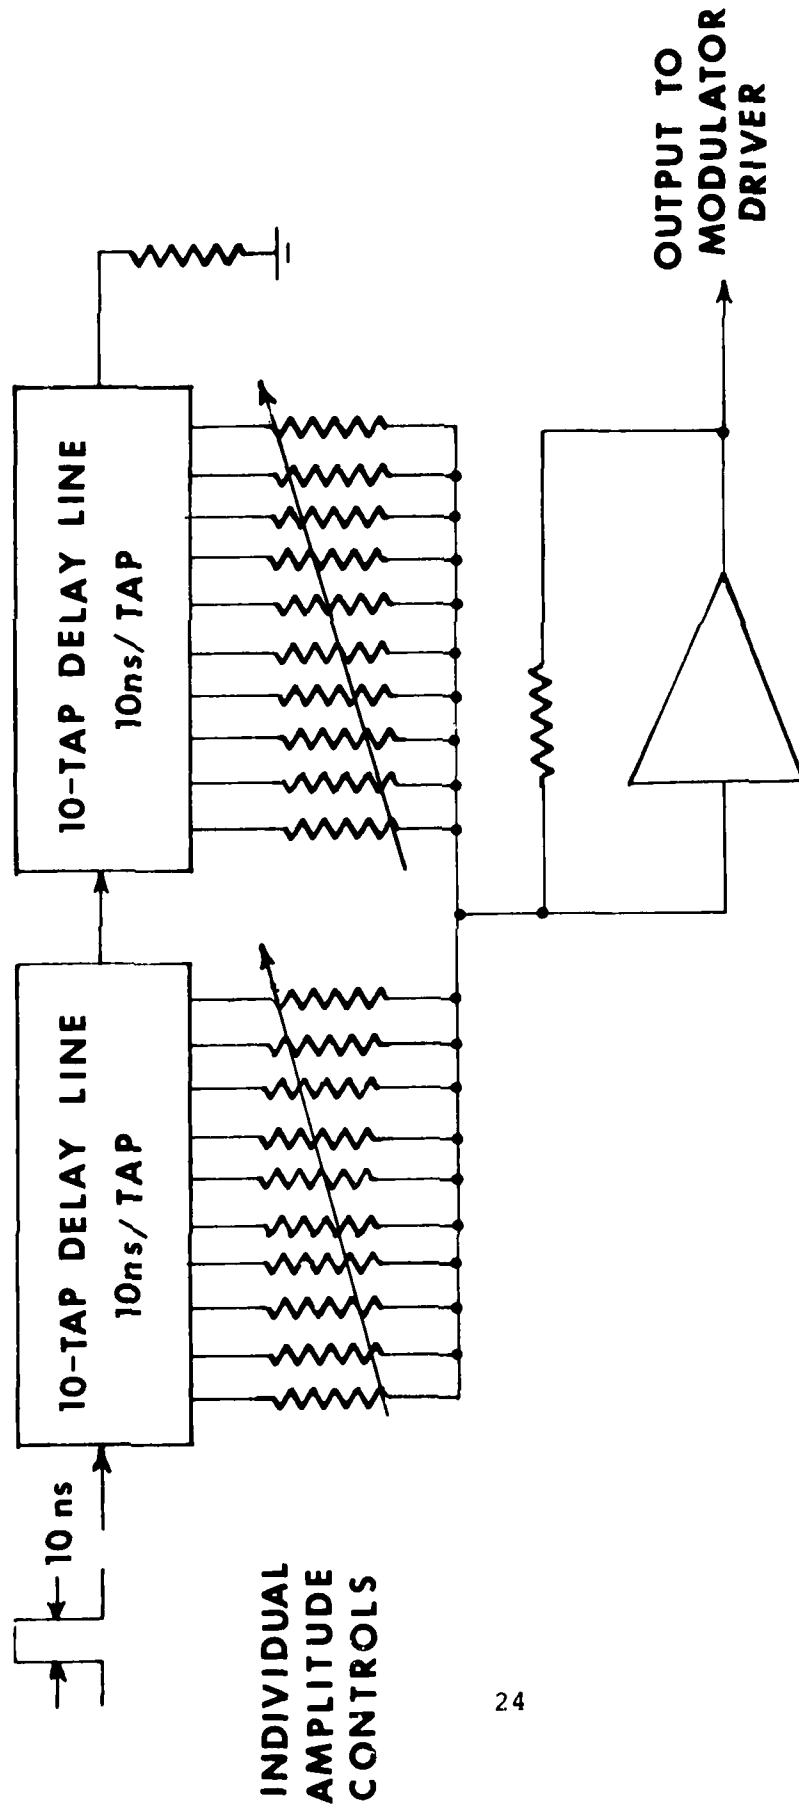 10 ns
10-TAP DELAY LINE
10ns/ TAP
10-TAP DELAY LINE
10ns/ TAP
INDIVIDUAL
AMPLITUDE
CONTROLS
OUTPUT TO
MODULATOR
DRIVER
24